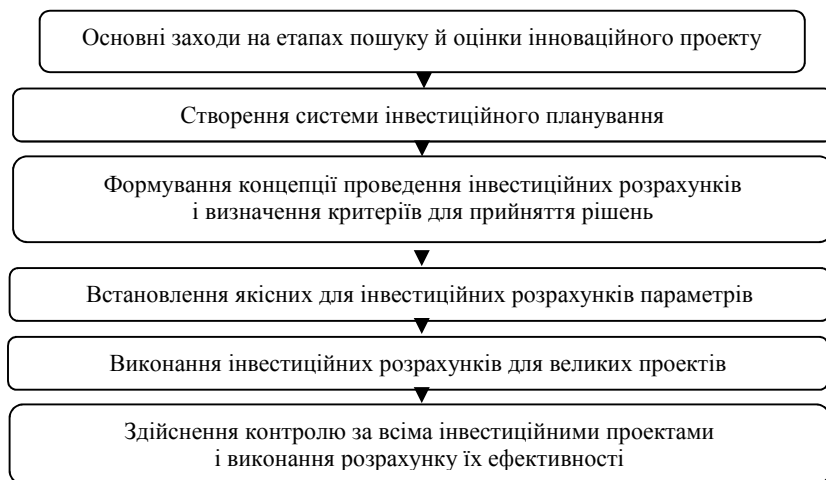 Основні заходи на етапах пошуку й оцінки інноваційного проекту
Створення системи інвестиційного планування
Формування концепції проведення інвестиційних розрахунків
і визначення критеріїв для прийняття рішень
Встановлення якісних для інвестиційних розрахунків параметрів
Виконання інвестиційних розрахунків для великих проектів
Здійснення контролю за всіма інвестиційними проектами
і виконання розрахунку їх ефективності